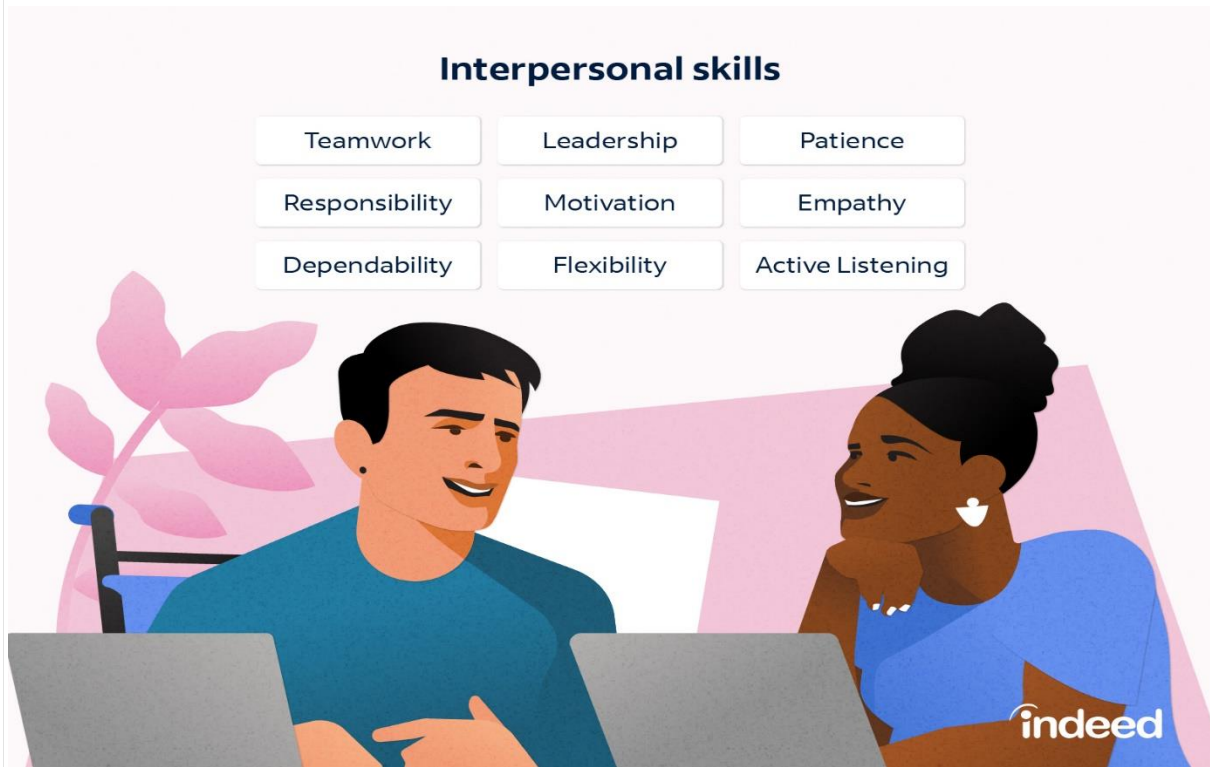 Interpersonal skills
Teamwork Leadership Patience
Responsibility Motivation Empathy
Dependability Flexibility Active Listening
indeed